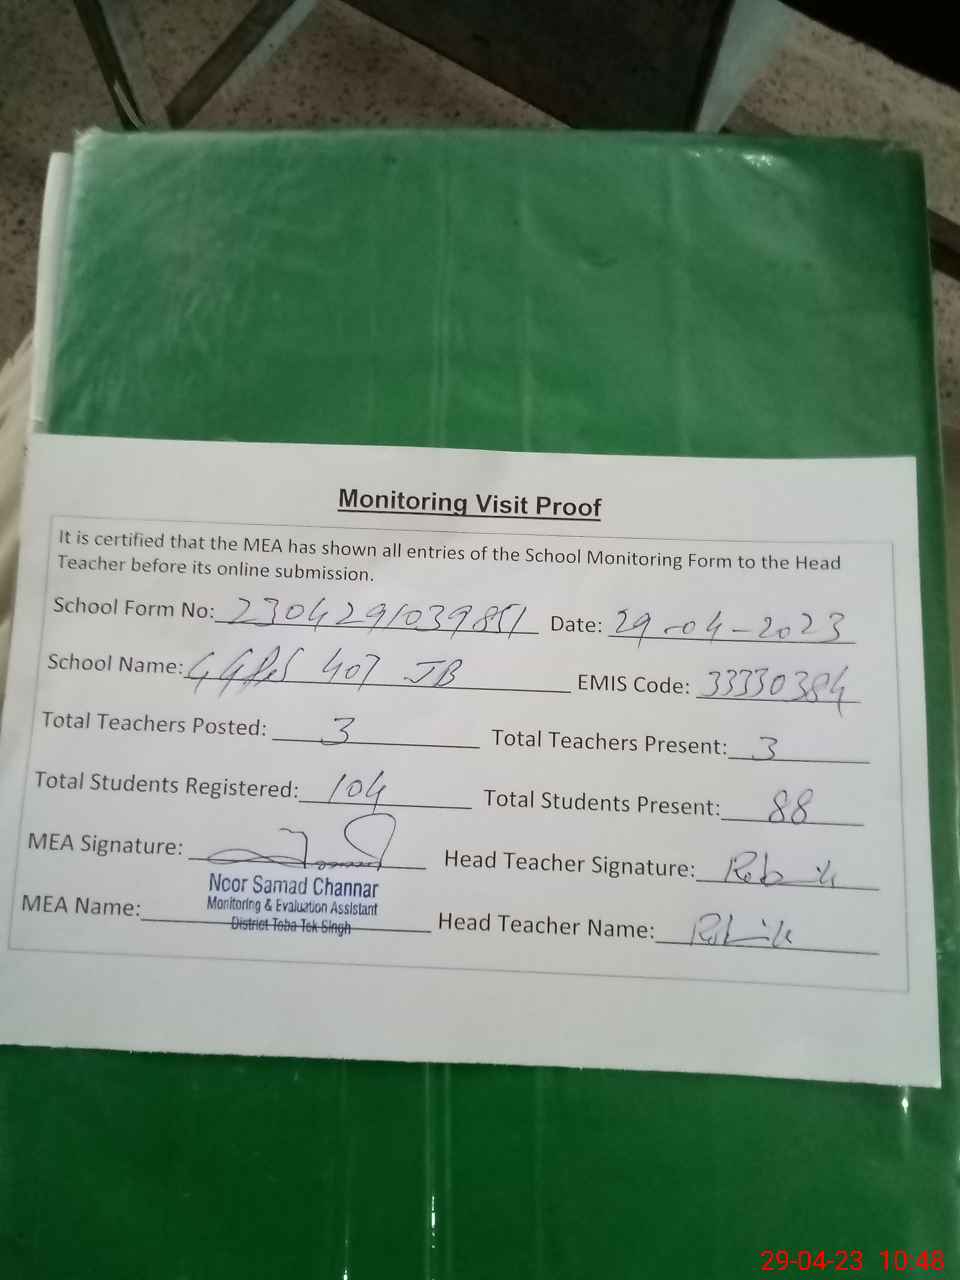 Monitoring Visit Proof
It is certified that the MEA has shown all entries of the School Monitoring Form to the Head
Teacher before its online submission.
School Form No: 2304291039851 Date: 29-04-2023
School Name: GGPS 407 JB EMIS Code: 33330384
Total Teachers Posted: 3 Total Teachers Present: 3
Total Students Registered: 104 Total Students Present: 88
MEA Signature: Head Teacher Signature:
Noor Samad Channar
Monitoring & Evaluation Assistant
District Toba Tek Singh
MEA Name: Head Teacher Name:
29-04-23 10:48